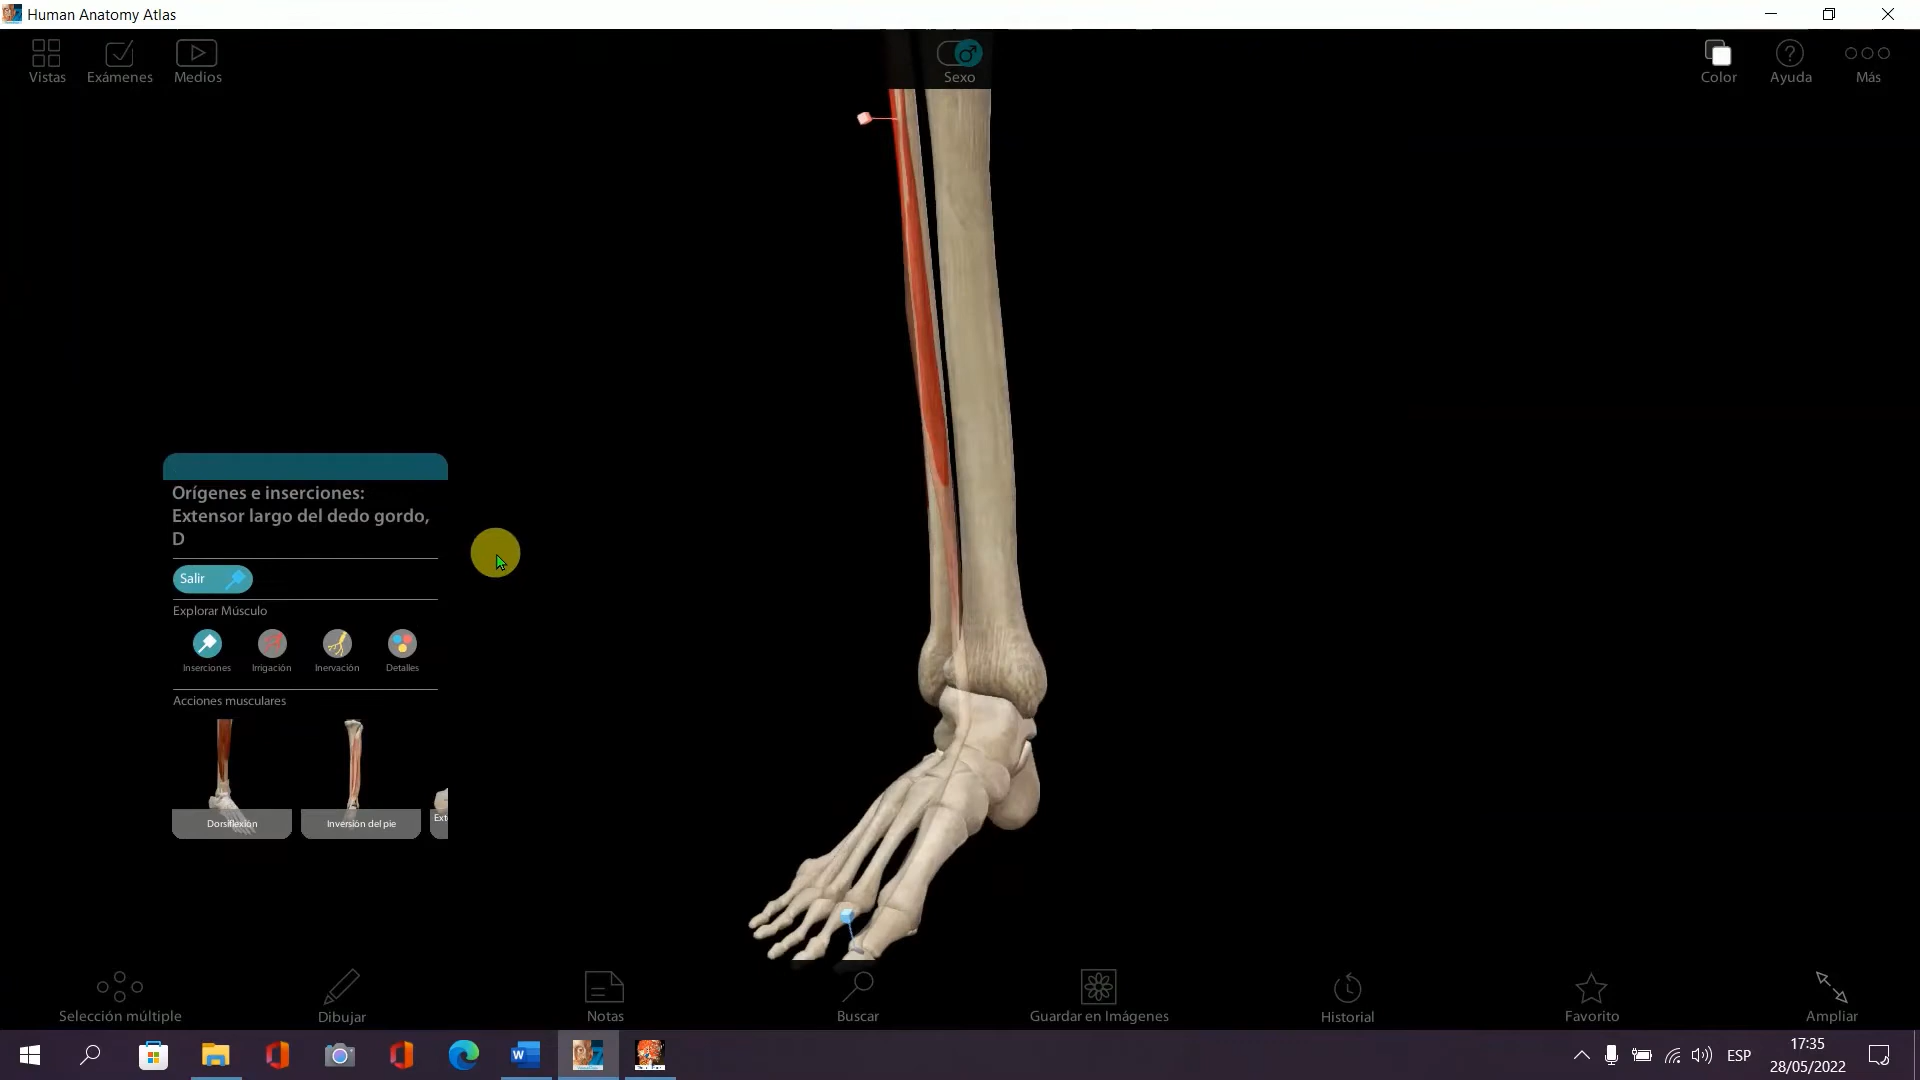 Human Anatomy Atlas
Vistas
Exámenes
Medios
Sexo
Color
Ayuda
Más
Orígenes e inserciones:
Extensor largo del dedo gordo,
D
Salir
Explorar Músculo
Inserciones
Irrigación
Inervación
Detalles
Acciones musculares
Dorsiflexión
Inversión del pie
Ext
Selección múltiple
Dibujar
Notas
Buscar
Guardar en Imágenes
Historial
Favorito
Ampliar
W
7
ESP
17:35
28/05/2022